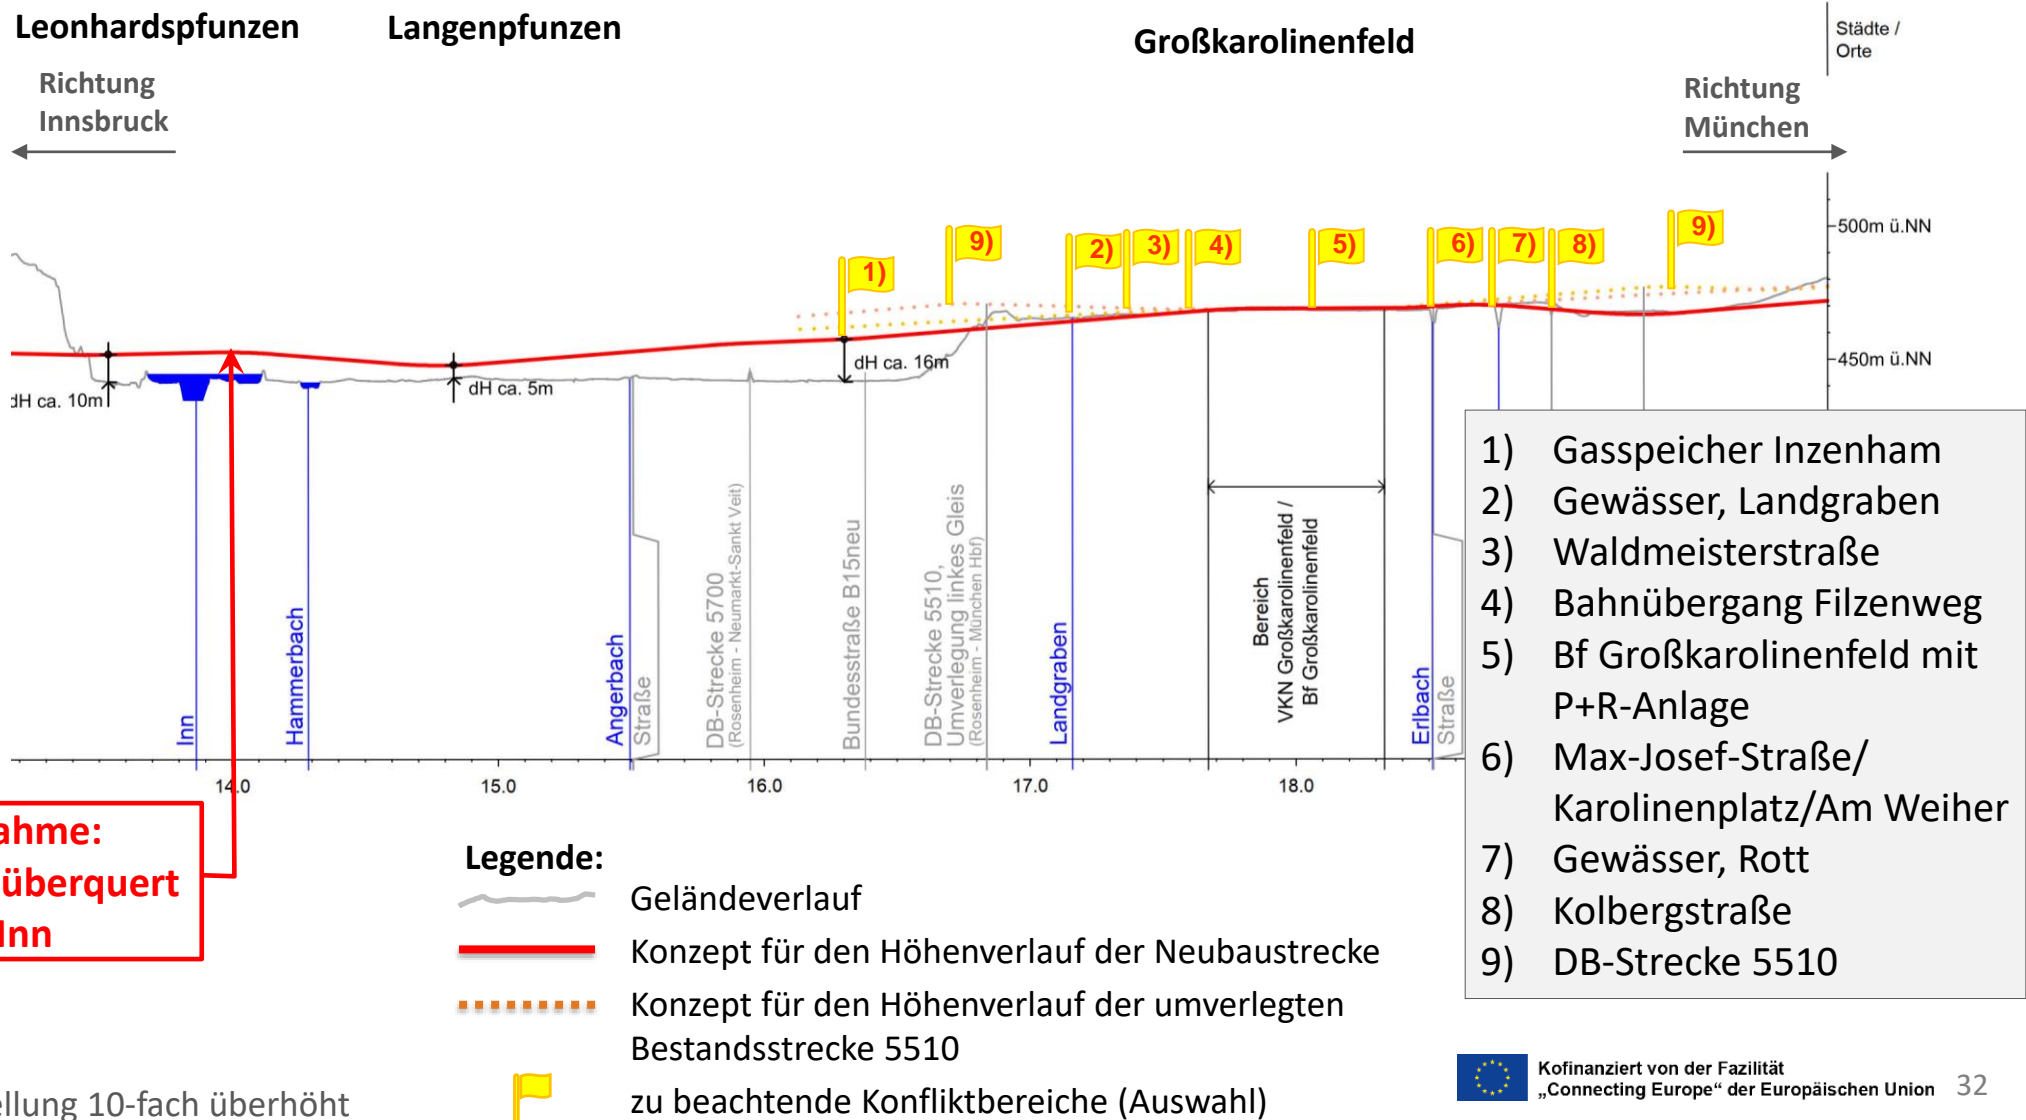 Leonhardspfunzen
Langenpfunzen
Großkarolinenfeld
Städte /
Orte
Richtung
Innsbruck
Richtung
München
500m ü.NN
450m ü.NN
1)
9)
2)
3)
4)
5)
6)
7)
8)
9)
dH ca. 10m
dH ca. 5m
dH ca. 16m
Inn
Hammerbach
Angerbach
Straße
DB-Strecke 5700
(Rosenheim - Neumarkt-Sankt Veit)
Bundesstraße B15neu
DB-Strecke 5510,
Umverlegung linkes Gleis
(Rosenheim - München Hbf)
Landgraben
Bereich
VKN Großkarolinenfeld /
Bf Großkarolinenfeld
Erlbach
Straße
14.0
15.0
16.0
17.0
18.0
ahme:
überquert
Inn
1) Gasspeicher Inzenham
2) Gewässer, Landgraben
3) Waldmeisterstraße
4) Bahnübergang Filzenweg
5) Bf Großkarolinenfeld mit
P+R-Anlage
6) Max-Josef-Straße/
Karolinenplatz/Am Weiher
7) Gewässer, Rott
8) Kolbergstraße
9) DB-Strecke 5510
Legende:
Geländeverlauf
Konzept für den Höhenverlauf der Neubaustrecke
Konzept für den Höhenverlauf der umverlegten
Bestandsstrecke 5510
zu beachtende Konfliktbereiche (Auswahl)
ellung 10-fach überhöht
Kofinanziert von der Fazilität
„Connecting Europe“ der Europäischen Union
32